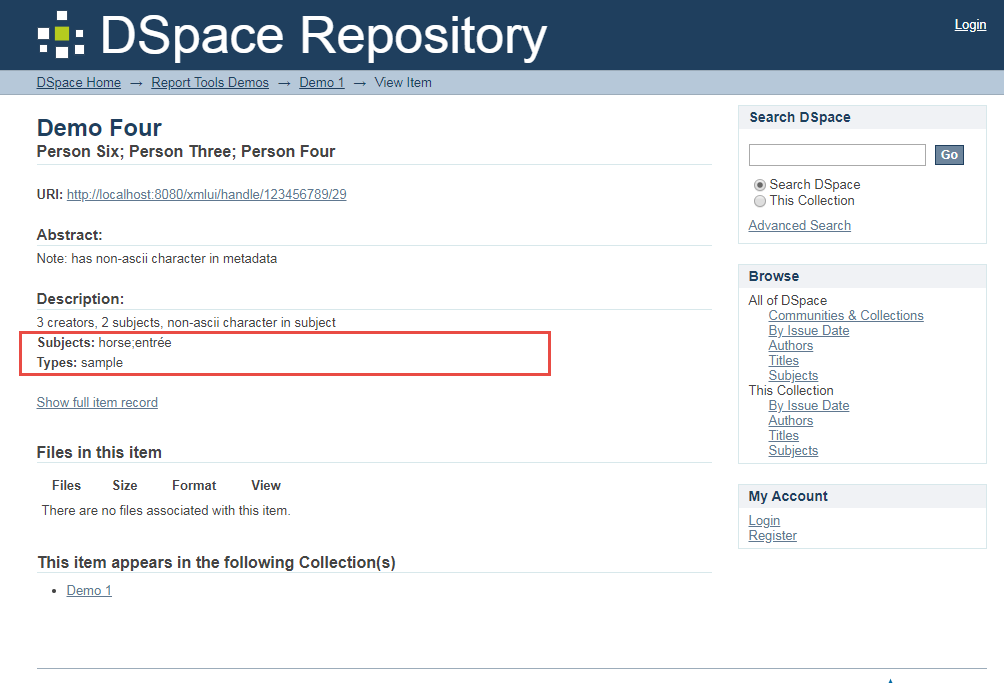 DSpace Repository
Login
DSpace Home → Report Tools Demos → Demo 1 → View Item
Demo Four
Person Six; Person Three; Person Four
URI: http://localhost:8080/xmlui/handle/123456789/29
Abstract:
Note: has non-ascii character in metadata
Description:
3 creators, 2 subjects, non-ascii character in subject
Subjects: horse;entrée
Types: sample
Show full item record
Files in this item
Files Size Format View
There are no files associated with this item.
This item appears in the following Collection(s)
• Demo 1
Search DSpace
Go
Search DSpace
This Collection
Advanced Search
Browse
All of DSpace
Communities & Collections
By Issue Date
Authors
Titles
Subjects
This Collection
By Issue Date
Authors
Titles
Subjects
My Account
Login
Register